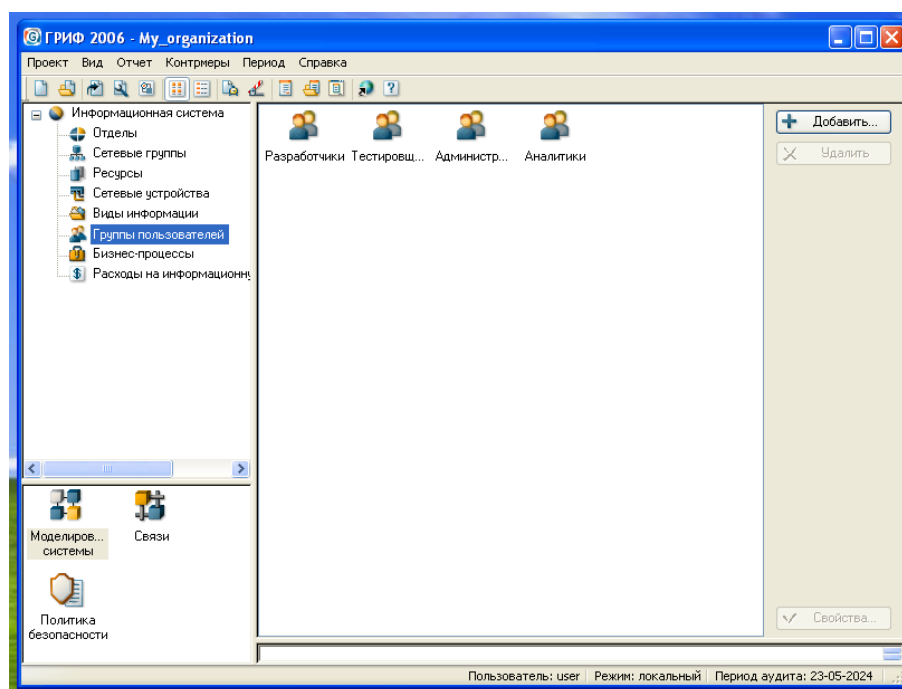 ГРИФ 2006 - My_organization
Проект Вид Отчет Контрмеры Период Справка
Информационная система
Отделы
Сетевые группы
Ресурсы
Сетевые устройства
Виды информации
Группы пользователей
Бизнес-процессы
Расходы на информационну
Разработчики Тестировщ... Администр... Аналитики
Добавить...
Удалить
Моделиров... системы
Связи
Политика безопасности
Свойства...
Пользователь: user Режим: локальный Период аудита: 23-05-2024